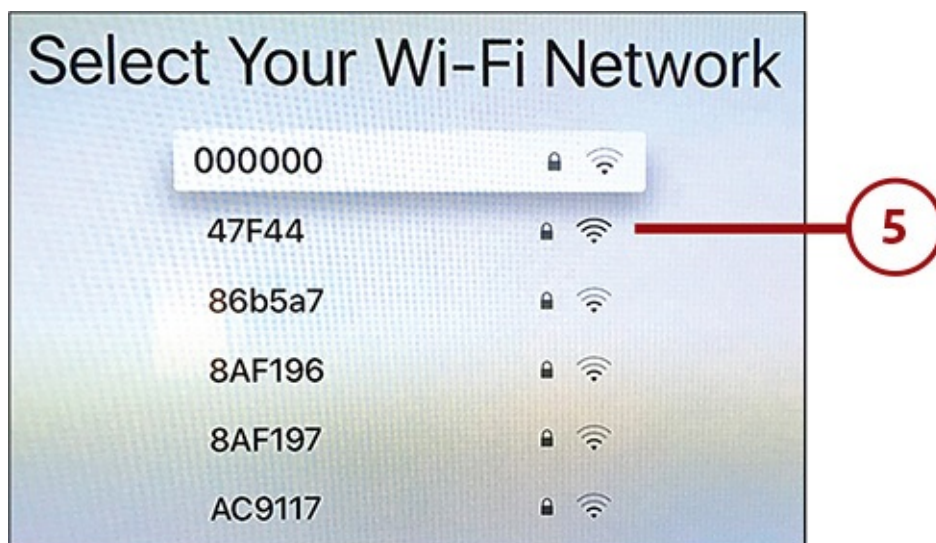 Select Your Wi-Fi Network
000000
47F44
5
86b5a7
8AF196
8AF197
AC9117